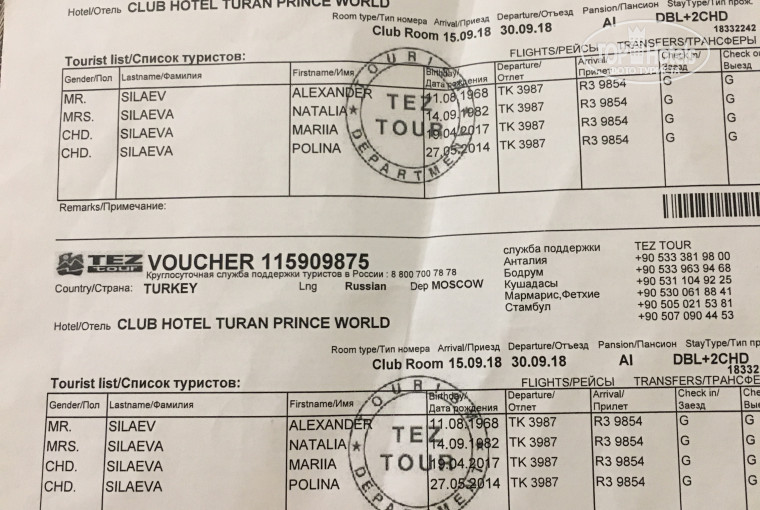 Hotel/Отель CLUB HOTEL TURAN PRINCE WORLD
Room type/Тип номера Arrival/Приезд Departure/Отъезд Pansion/Пансион StayType/Тип прож.
Club Room 15.09.18 30.09.18 AI DBL+2CHD
18332242
Tourist list/Список туристов: FLIGHTS/РЕЙСЫ TRANSFERS/ТРАНСФЕРЫ
Gender/Пол Lastname/Фамилия Firstname/Имя Birthday/Дата рождения Departure/Отлет Arrival/Прилет Check in/Заезд Check out/Выезд
MR. SILAEV ALEXANDER 11.08.1968 TK 3987 R3 9854 G G
MRS. SILAEVA NATALIA 14.09.1982 TK 3987 R3 9854 G G
CHD. SILAEVA MARIIA 19.04.2017 TK 3987 R3 9854 G G
CHD. SILAEVA POLINA 27.05.2014 TK 3987 R3 9854 G G
TOURISM TEZ TOUR DEPARTMENT
Remarks/Примечание:
TEZ TOUR VOUCHER 115909875
Круглосуточная служба поддержки туристов в России : 8 800 700 78 78
Country/Страна: TURKEY Lng Russian Dep MOSCOW
служба поддержки TEZ TOUR
Анталия +90 533 381 98 00
Бодрум +90 533 963 94 68
Кушадасы +90 531 104 92 25
Мармарис,Фетхие +90 530 061 88 41
Стамбул +90 505 021 53 81
+90 507 090 44 53
Hotel/Отель CLUB HOTEL TURAN PRINCE WORLD
Room type/Тип номера Arrival/Приезд Departure/Отъезд Pansion/Пансион StayType/Тип прож.
Club Room 15.09.18 30.09.18 AI DBL+2CHD
18332
Tourist list/Список туристов: FLIGHTS/РЕЙСЫ TRANSFERS/ТРАНСФЕ
Gender/Пол Lastname/Фамилия Firstname/Имя Birthday/Дата рождения Departure/Отлет Arrival/Прилет Check in/Заезд Che
MR. SILAEV ALEXANDER 11.08.1968 TK 3987 R3 9854 G G
MRS. SILAEVA NATALIA 14.09.1982 TK 3987 R3 9854 G G
CHD. SILAEVA MARIIA 19.04.2017 TK 3987 R3 9854 G G
CHD. SILAEVA POLINA 27.05.2014 TK 3987 R3 9854 G G
TOURISM TEZ TOUR DEPARTMENT